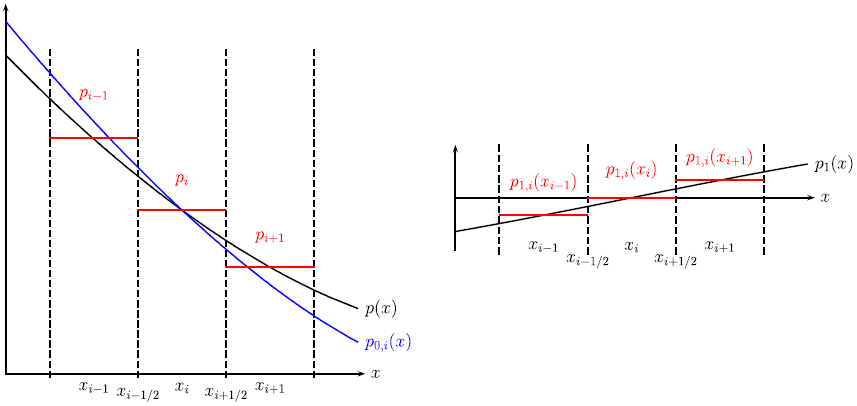 p_{i−1}
p_i
p_{i+1}
p(x)
p_{0,i}(x)
x
x_{i−1} x_{i−1/2} x_i x_{i+1/2} x_{i+1}
p_{1,i}(x_{i−1}) p_{1,i}(x_i) p_{1,i}(x_{i+1})
p_1(x)
x
x_{i−1} x_i x_{i+1}
x_{i−1/2} x_{i+1/2}